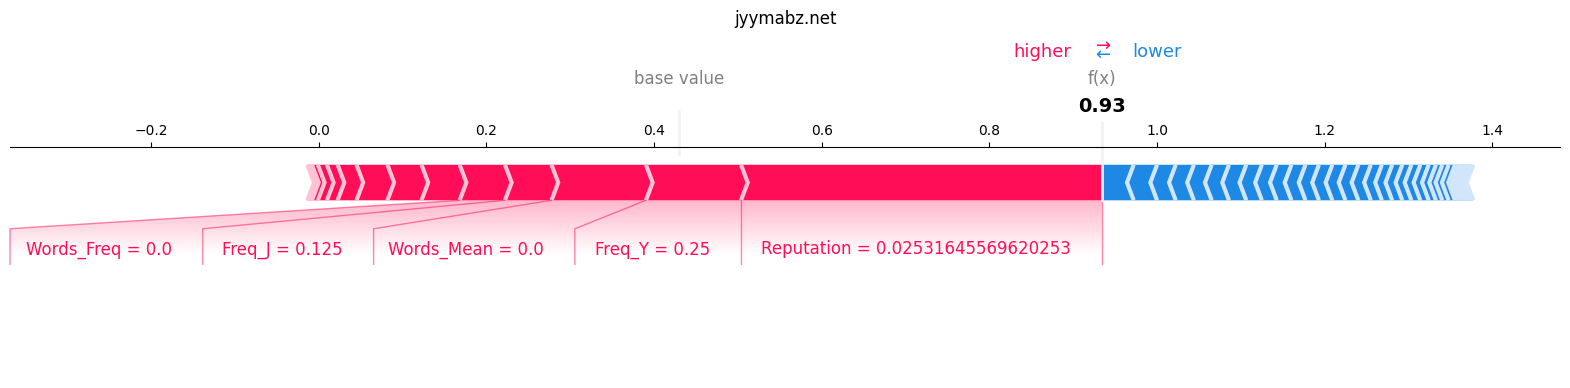 jyymabz.net
higher ⇄ lower
base value f(x)
0.93
−0.2 0.0 0.2 0.4 0.6 0.8 1.0 1.2 1.4
Words_Freq = 0.0 Freq_J = 0.125 Words_Mean = 0.0 Freq_Y = 0.25 Reputation = 0.02531645569620253